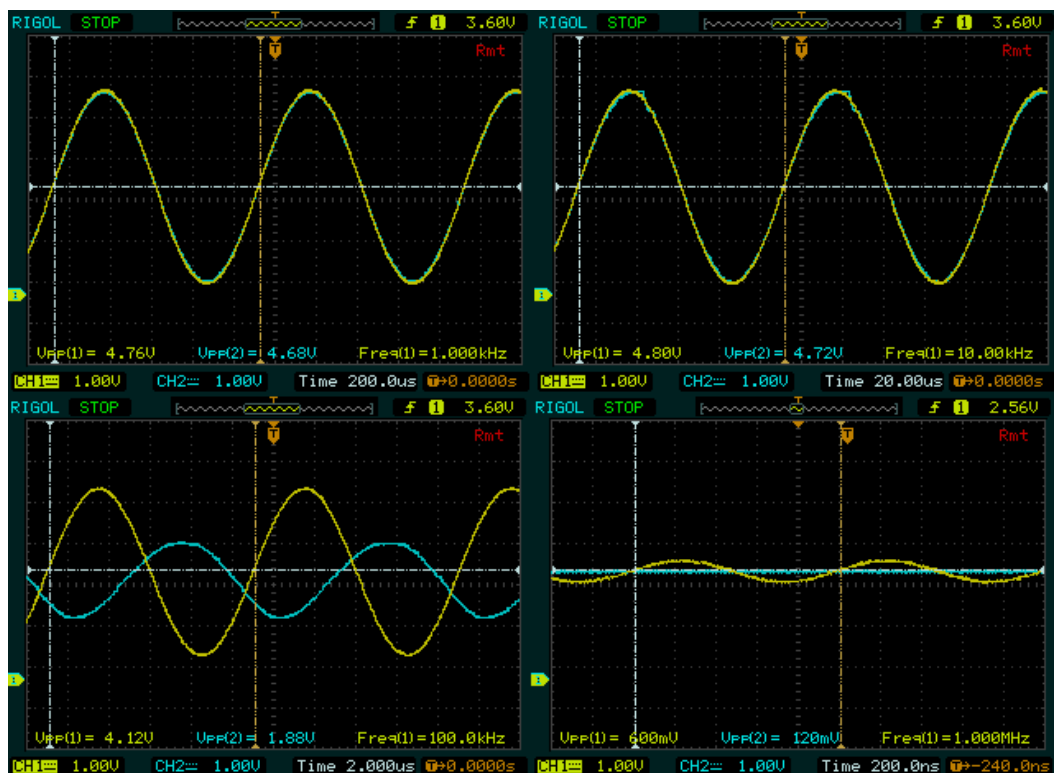 RIGOL STOP T 1 3.60V
T Rmt
1
Vpp(1)= 4.76V Vpp(2)= 4.68V Freq(1)=1.000kHz
CH1 1.00V CH2 1.00V Time 200.0us T→0.0000s
RIGOL STOP T 1 3.60V
T Rmt
1
Vpp(1)= 4.80V Vpp(2)= 4.72V Freq(1)=10.00kHz
CH1 1.00V CH2 1.00V Time 20.00us T→0.0000s
RIGOL STOP T 1 3.60V
T Rmt
1
Vpp(1)= 4.12V Vpp(2)= 1.88V Freq(1)=100.0kHz
CH1 1.00V CH2 1.00V Time 2.000us T→0.0000s
RIGOL STOP T 1 2.56V
T Rmt
1
Vpp(1)= 600mV Vpp(2)= 120mV Freq(1)=1.000MHz
CH1 1.00V CH2 1.00V Time 200.0ns T→-240.0ns